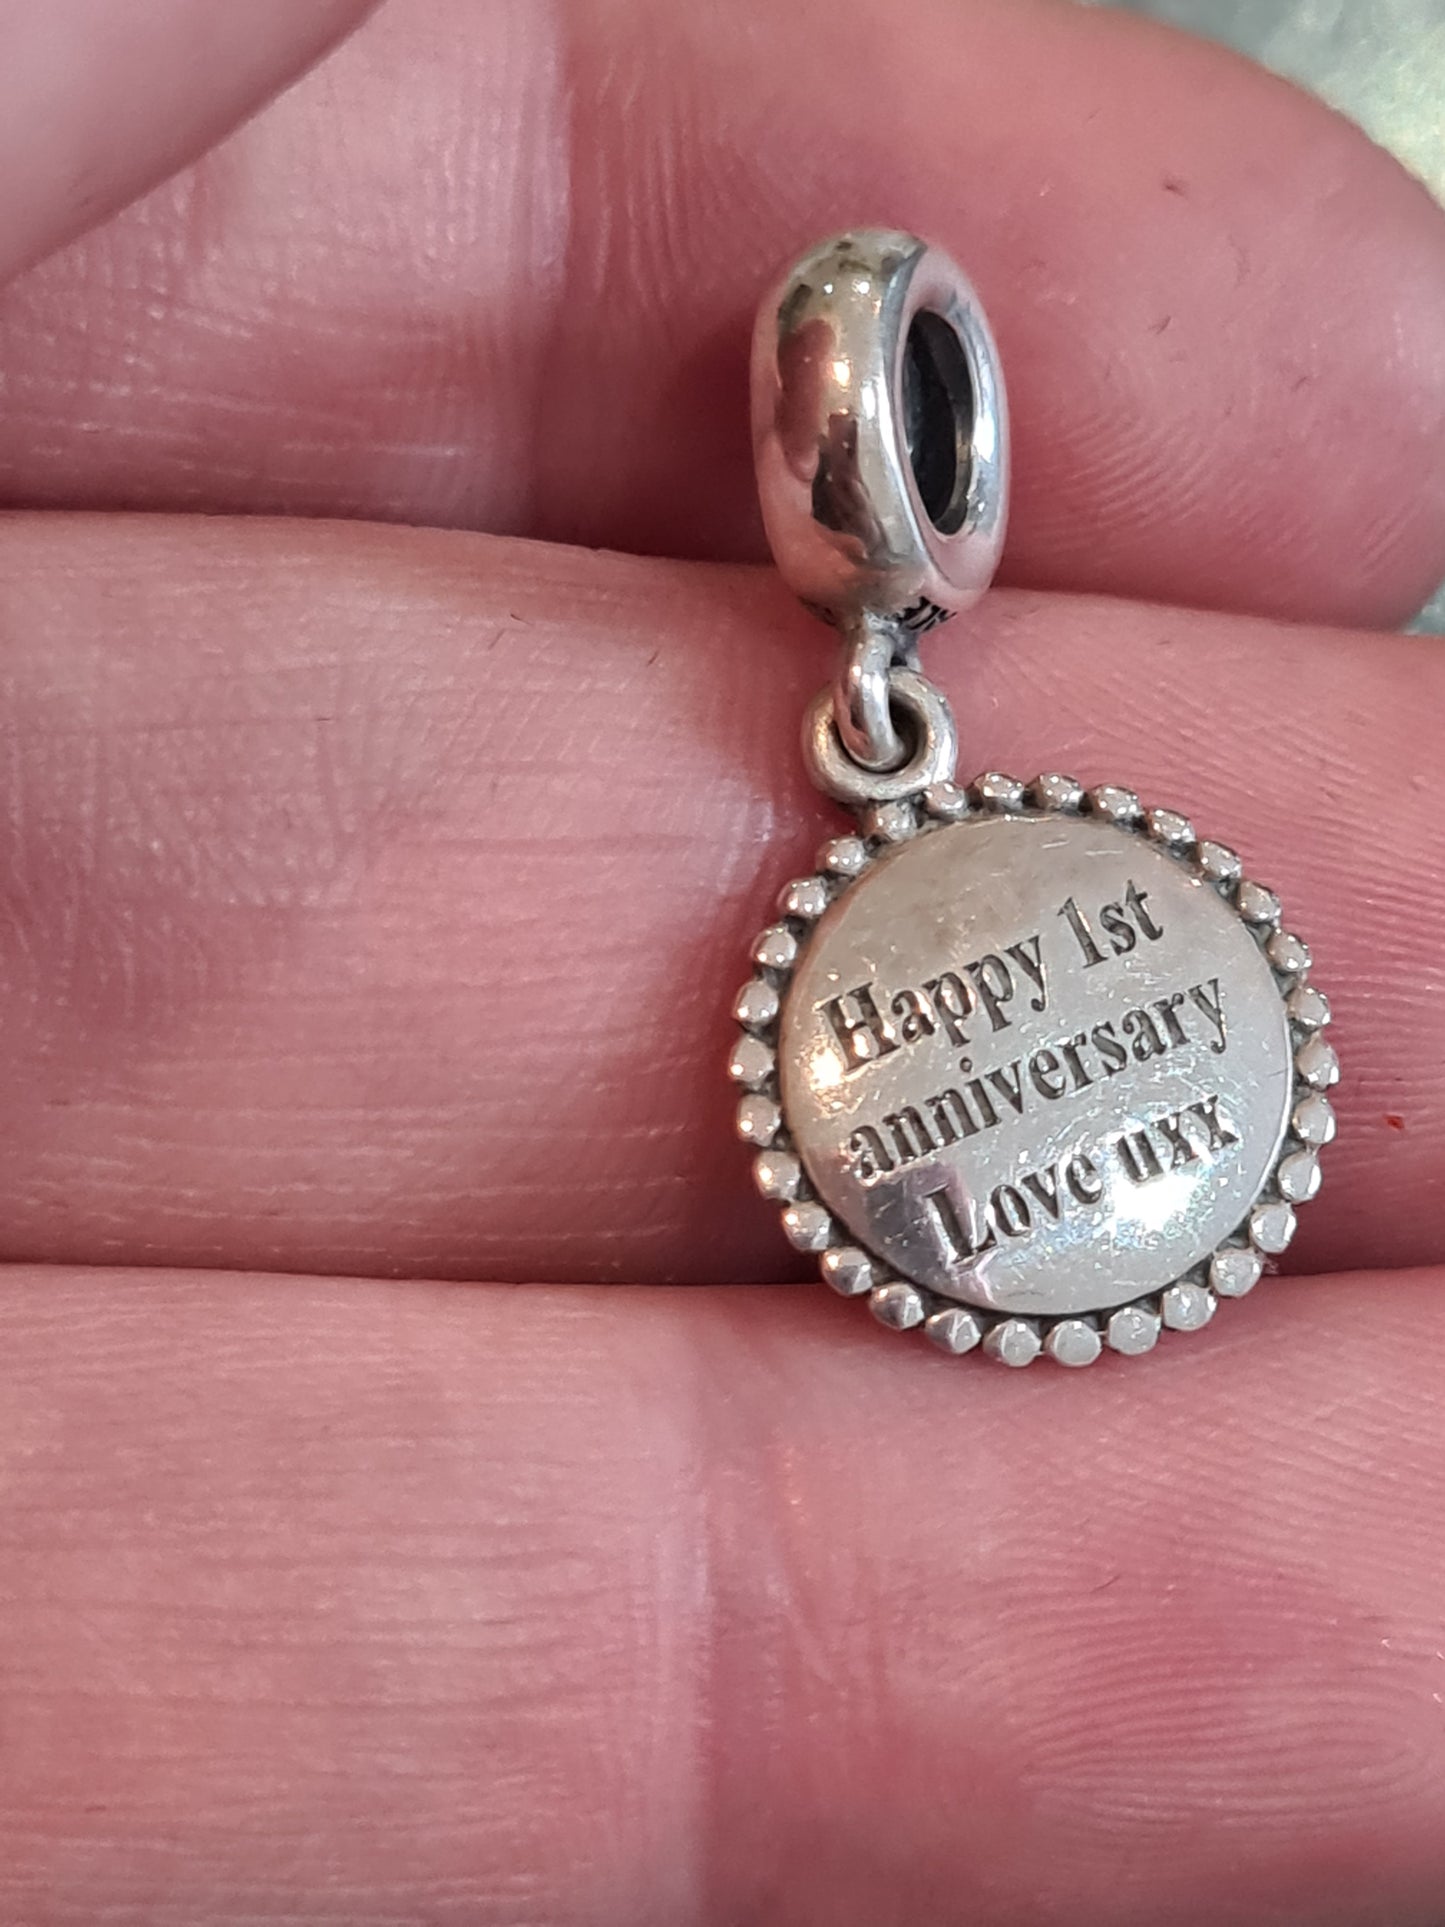 Happy 1st
anniversary
Love uxx